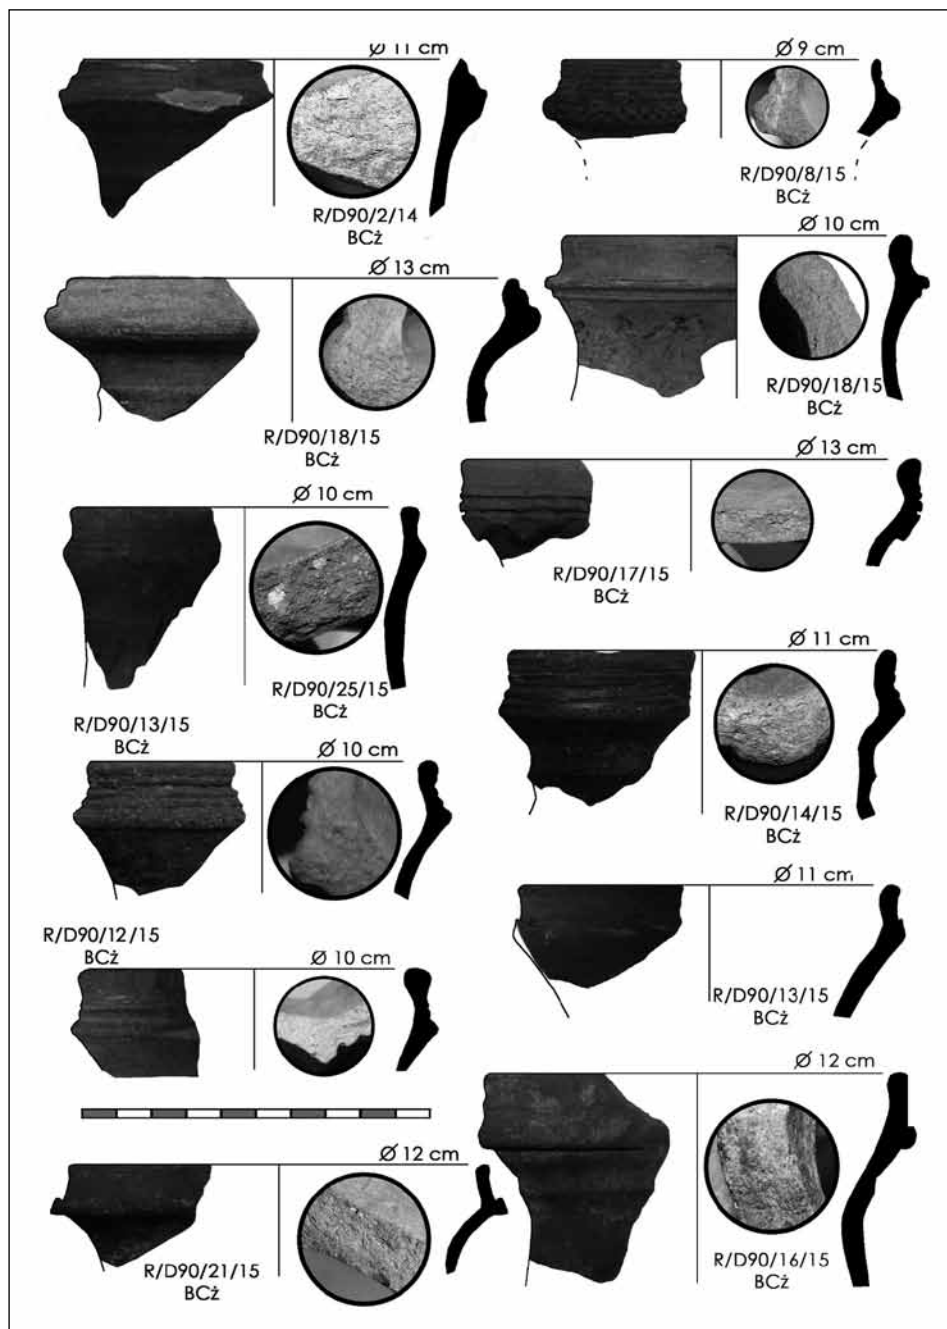 Ø 11 cm
R/D90/2/14
BCż
Ø 9 cm
R/D90/8/15
BCż
Ø 13 cm
R/D90/18/15
BCż
Ø 10 cm
R/D90/18/15
BCż
Ø 10 cm
R/D90/25/15
BCż
Ø 13 cm
R/D90/17/15
BCż
R/D90/13/15
BCż
Ø 10 cm
Ø 11 cm
R/D90/14/15
BCż
R/D90/12/15
BCż
Ø 10 cm
Ø 11 cm
R/D90/13/15
BCż
Ø 12 cm
R/D90/21/15
BCż
Ø 12 cm
R/D90/16/15
BCż